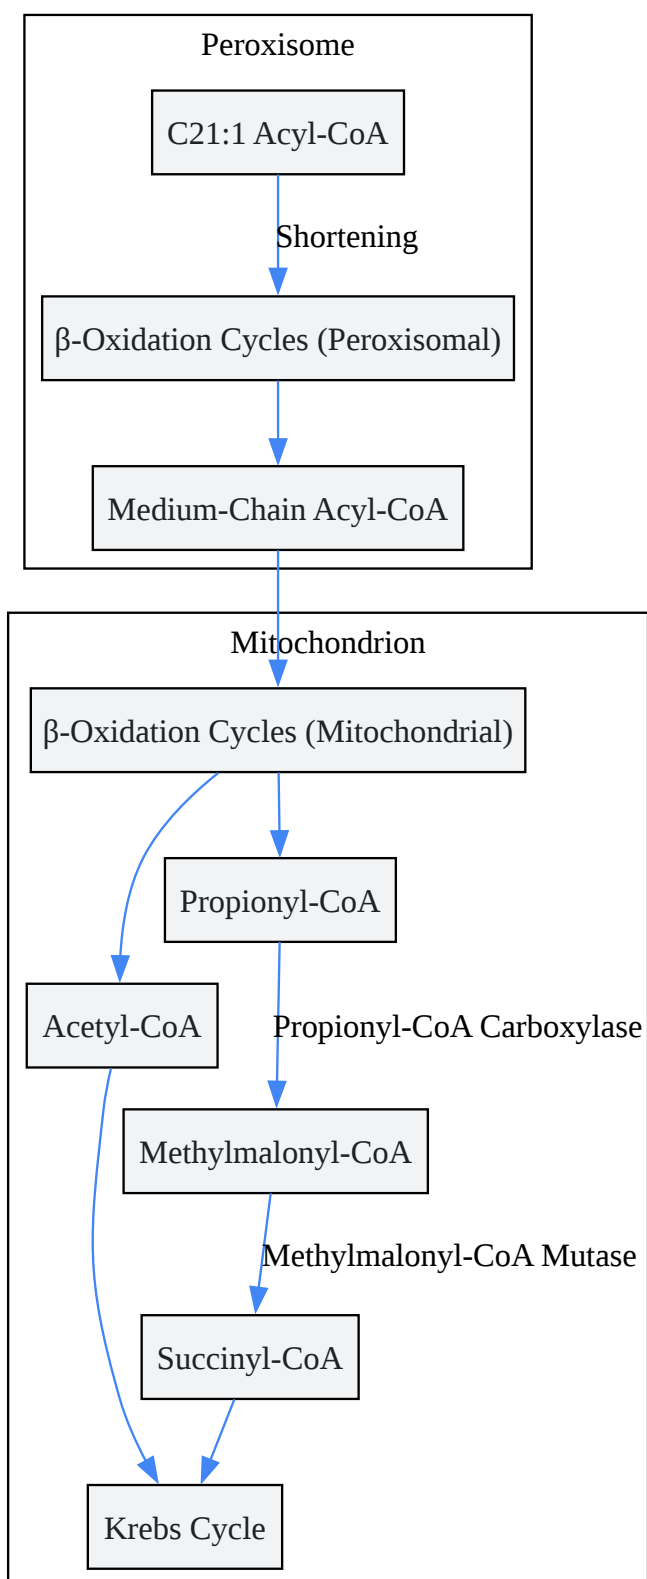 Peroxisome
C21:1 Acyl-CoA
Shortening
β-Oxidation Cycles (Peroxisomal)
Medium-Chain Acyl-CoA
Mitochondrion
β-Oxidation Cycles (Mitochondrial)
Propionyl-CoA
Acetyl-CoA
Propionyl-CoA Carboxylase
Methylmalonyl-CoA
Methylmalonyl-CoA Mutase
Succinyl-CoA
Krebs Cycle